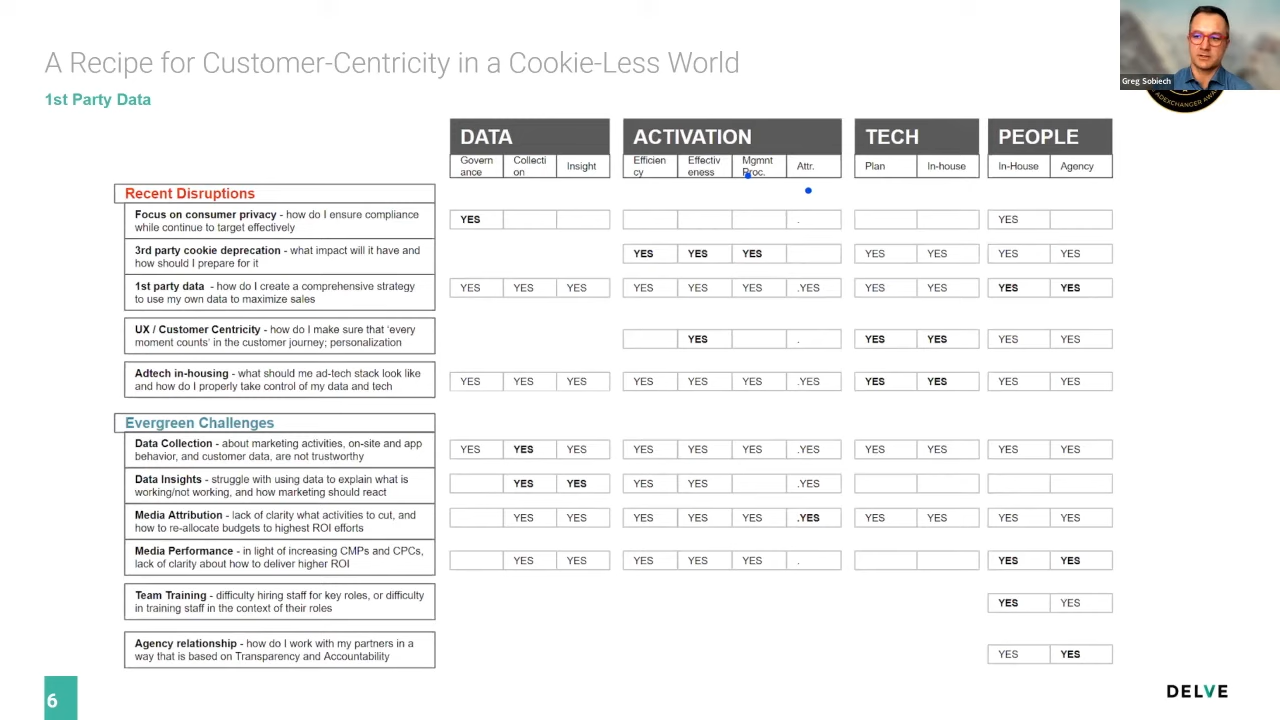 A Recipe for Customer-Centricity in a Cookie-Less World
1st Party Data
Greg Sobiech
ADEXCHANGER AWA
DATA ACTIVATION TECH PEOPLE
Govern Collecti Insight Efficien Effectiv Mgmnt Attr. Plan In-house In-House Agency
ance on cy eness Proc.
Recent Disruptions
Focus on consumer privacy - how do I ensure compliance
while continue to target effectively
YES YES
3rd party cookie deprecation - what impact will it have and
how should I prepare for it
YES YES YES YES YES YES YES
1st party data - how do I create a comprehensive strategy
to use my own data to maximize sales
YES YES YES YES YES YES .YES YES YES YES YES
UX / Customer Centricity - how do I make sure that 'every
moment counts' in the customer journey; personalization
YES . YES YES YES YES
Adtech in-housing - what should me ad-tech stack look like
and how do I properly take control of my data and tech
YES YES YES YES YES YES .YES YES YES YES YES
Evergreen Challenges
Data Collection - about marketing activities, on-site and app
behavior, and customer data, are not trustworthy
YES YES YES YES YES YES .YES YES YES YES YES
Data Insights - struggle with using data to explain what is
working/not working, and how marketing should react
YES YES YES YES .YES
Media Attribution - lack of clarity what activities to cut, and
how to re-allocate budgets to highest ROI efforts
YES YES YES YES YES .YES YES YES YES YES
Media Performance - in light of increasing CMPs and CPCs,
lack of clarity about how to deliver higher ROI
YES YES YES YES YES . YES YES
Team Training - difficulty hiring staff for key roles, or difficulty
in training staff in the context of their roles
YES YES
Agency relationship - how do I work with my partners in a
way that is based on Transparency and Accountability
YES YES
6
DELVE